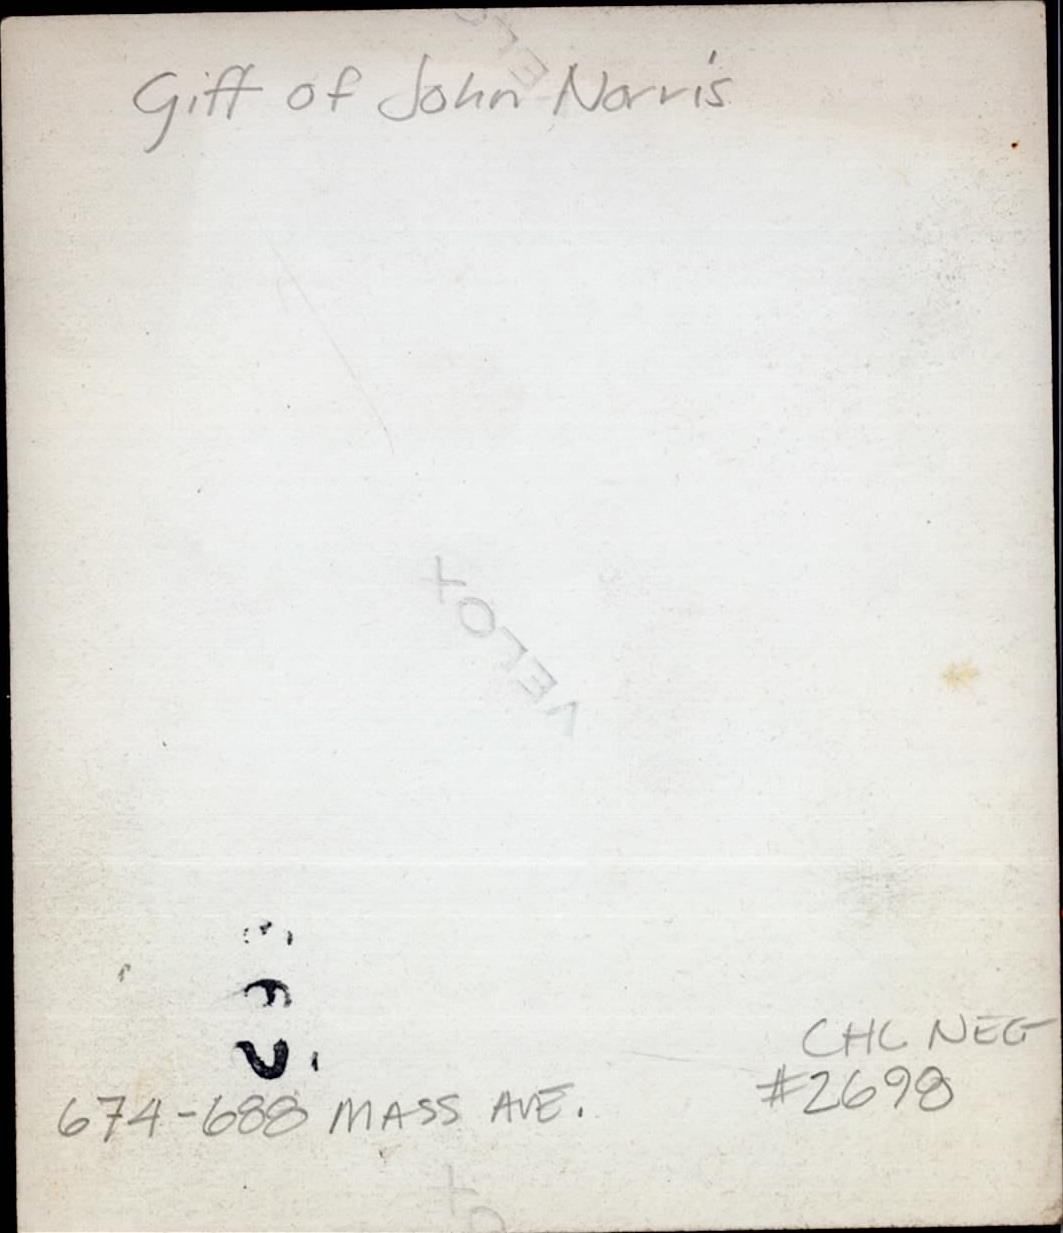 Gift of John Norris
VELOX
CHC NEG
#2698
674-688 MASS AVE.